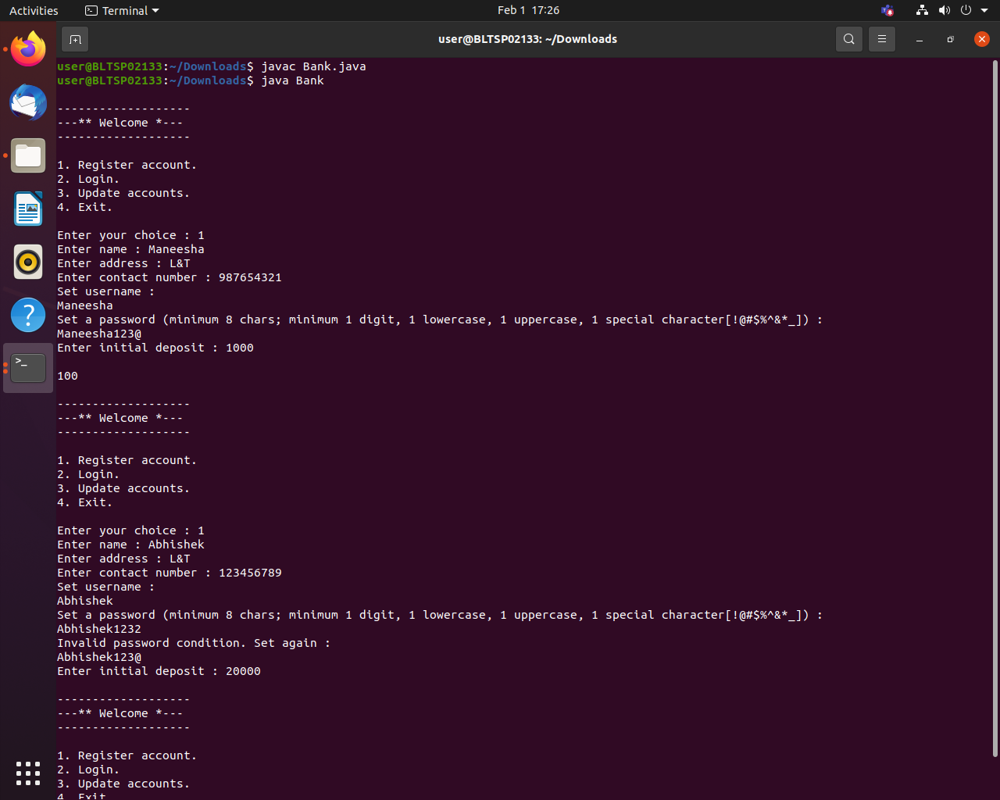 Activities Terminal Feb 1 17:26
user@BLTSP02133: ~/Downloads
user@BLTSP02133:~/Downloads$ javac Bank.java
user@BLTSP02133:~/Downloads$ java Bank
-------------------
---** Welcome *---
-------------------
1. Register account.
2. Login.
3. Update accounts.
4. Exit.
Enter your choice : 1
Enter name : Maneesha
Enter address : L&T
Enter contact number : 987654321
Set username :
Maneesha
Set a password (minimum 8 chars; minimum 1 digit, 1 lowercase, 1 uppercase, 1 special character[!@#$%^&*_]) :
Maneesha123@
Enter initial deposit : 1000
100
-------------------
---** Welcome *---
-------------------
1. Register account.
2. Login.
3. Update accounts.
4. Exit.
Enter your choice : 1
Enter name : Abhishek
Enter address : L&T
Enter contact number : 123456789
Set username :
Abhishek
Set a password (minimum 8 chars; minimum 1 digit, 1 lowercase, 1 uppercase, 1 special character[!@#$%^&*_]) :
Abhishek1232
Invalid password condition. Set again :
Abhishek123@
Enter initial deposit : 20000
-------------------
---** Welcome *---
-------------------
1. Register account.
2. Login.
3. Update accounts.
4. Exit.